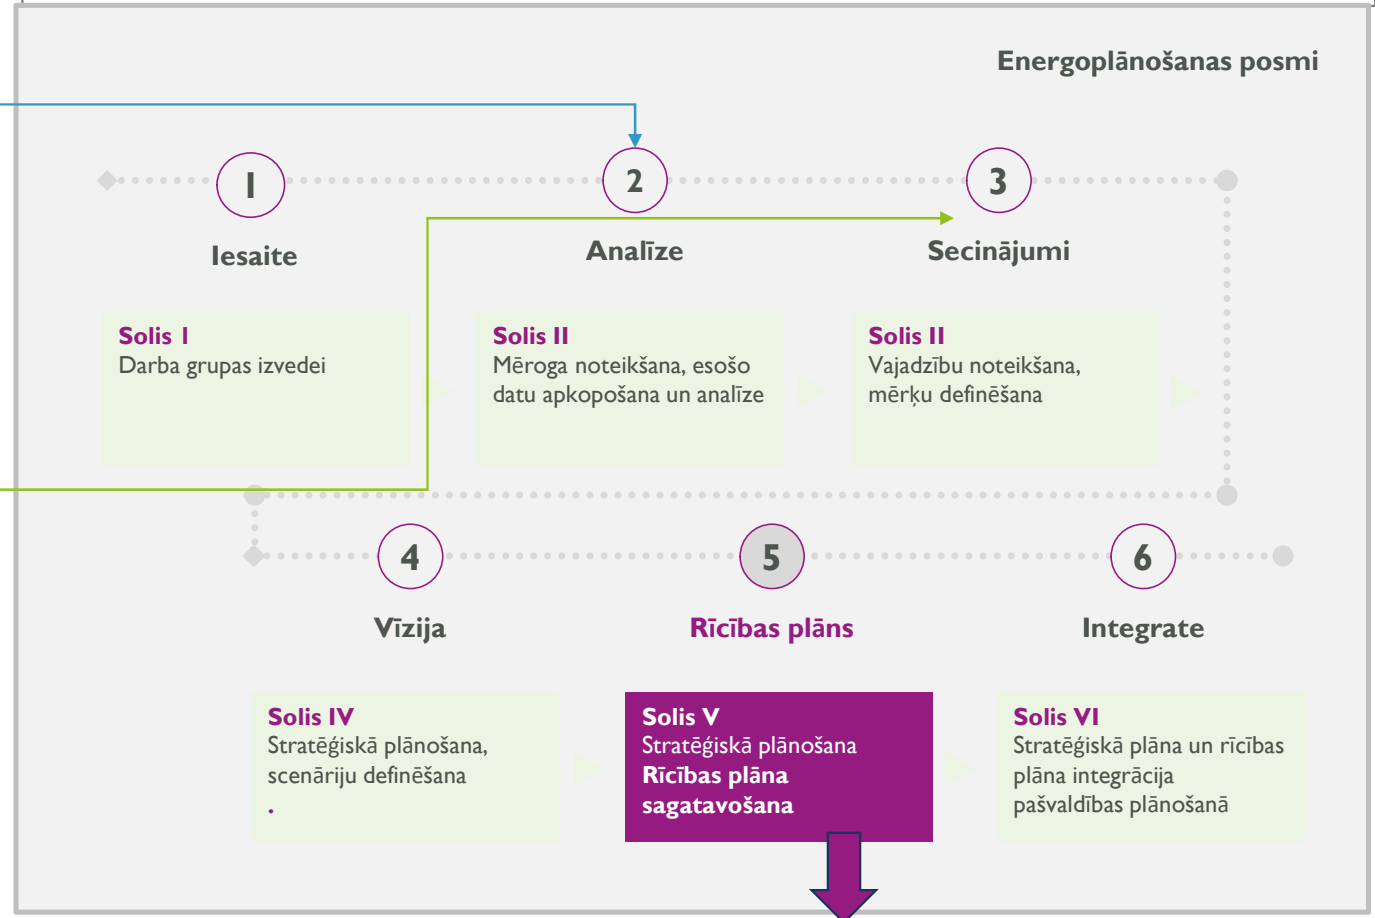 Energoplānošanas posmi
1
2
3
Iesaite
Analīze
Secinājumi
Solis I
Darba grupas izvedei
Solis II
Mēroga noteikšana, esošo
datu apkopošana un analīze
Solis II
Vajadzību noteikšana,
mērķu definēšana
4
5
6
Vīzija
Rīcības plāns
Integrate
Solis IV
Stratēģiskā plānošana,
scenāriju definēšana
.
Solis V
Stratēģiskā plānošana
Rīcības plāna
sagatavošana
Solis VI
Stratēģiskā plāna un rīcības
plāna integrācija
pašvaldības plānošanā